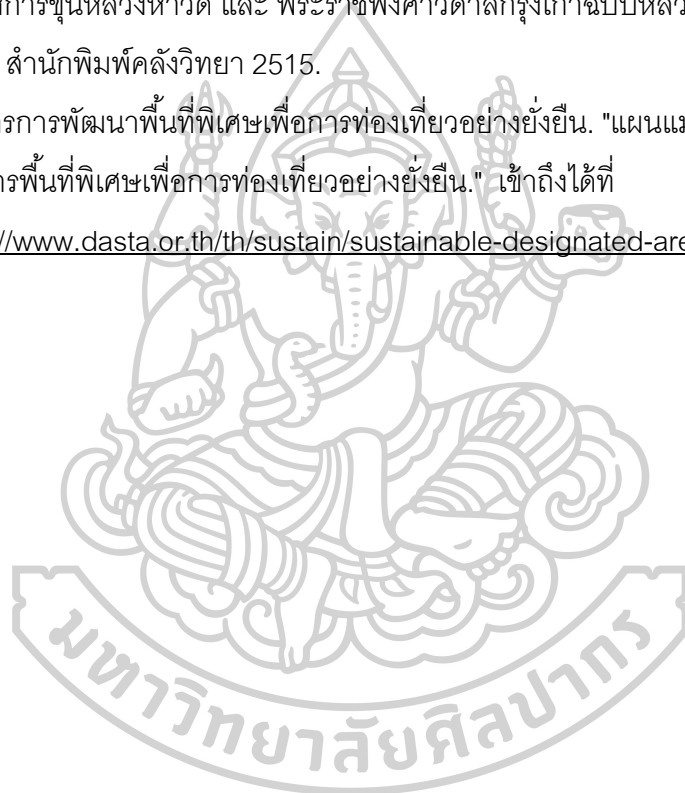 การขุนหลวงหาวัด และ พระราชพงศาวดาลกรุงเก่าฉบับหลว
สำนักพิมพ์คลังวิทยา 2515.
การพัฒนาพื้นที่พิเศษเพื่อการท่องเที่ยวอย่างยั่งยืน. "แผนแม
พื้นที่พิเศษเพื่อการท่องเที่ยวอย่างยั่งยืน." เข้าถึงได้ที่
//www.dasta.or.th/th/sustain/sustainable-designated-are
มหาวิทยาลัยศิลปากร